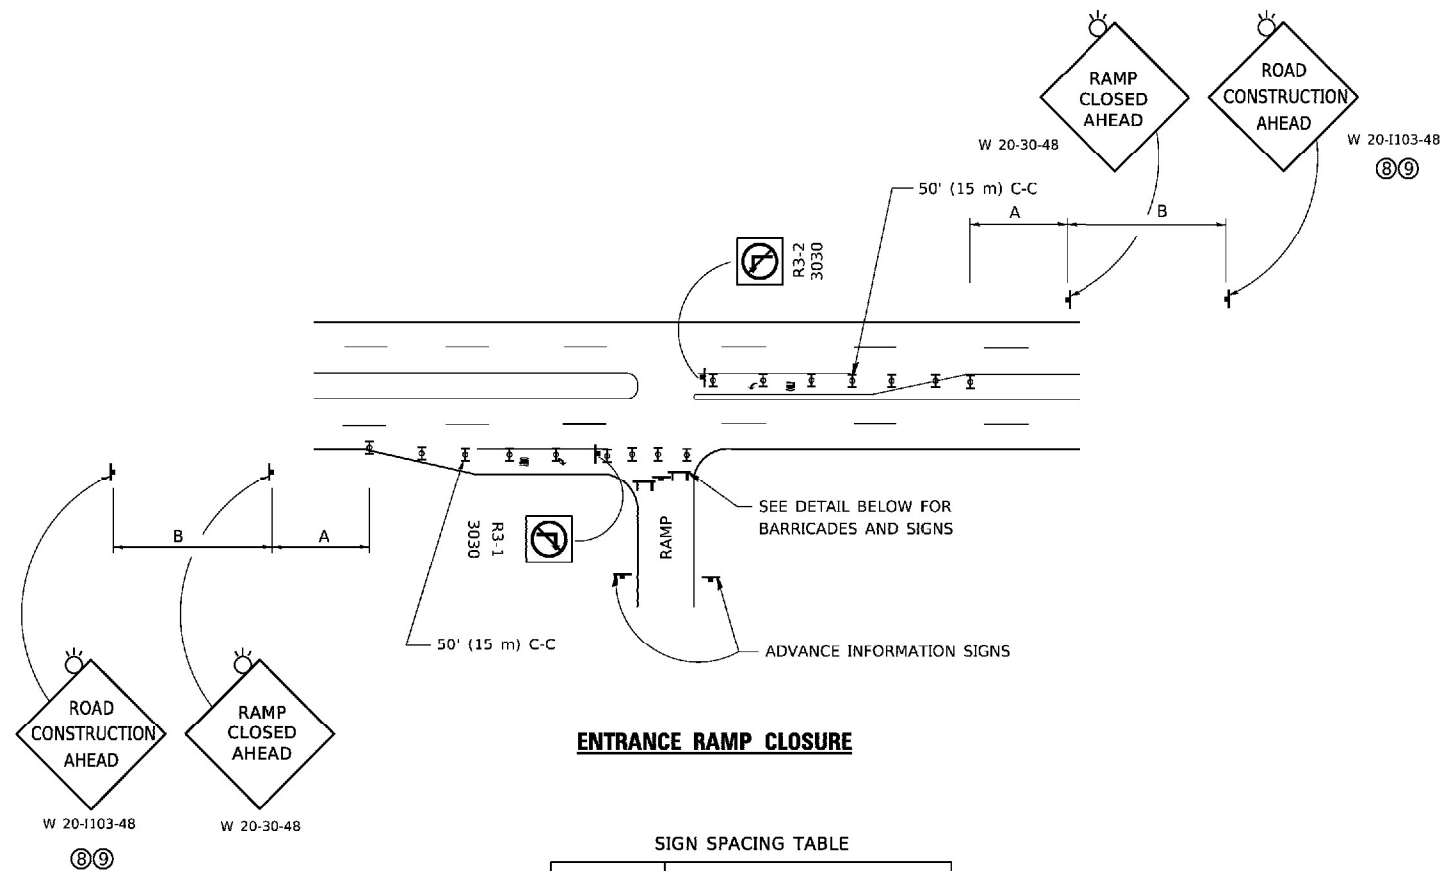 RAMP
CLOSED
AHEAD
W 20-30-48
ROAD
CONSTRUCTION
AHEAD
W 20-I103-48
⑧⑨
50' (15 m) C-C
A
B
R3-2
3030
SEE DETAIL BELOW FOR
BARRICADES AND SIGNS
RAMP
R3-1
3030
B
A
50' (15 m) C-C
ADVANCE INFORMATION SIGNS
ROAD
CONSTRUCTION
AHEAD
W 20-I103-48
⑧⑨
RAMP
CLOSED
AHEAD
W 20-30-48
ENTRANCE RAMP CLOSURE
SIGN SPACING TABLE